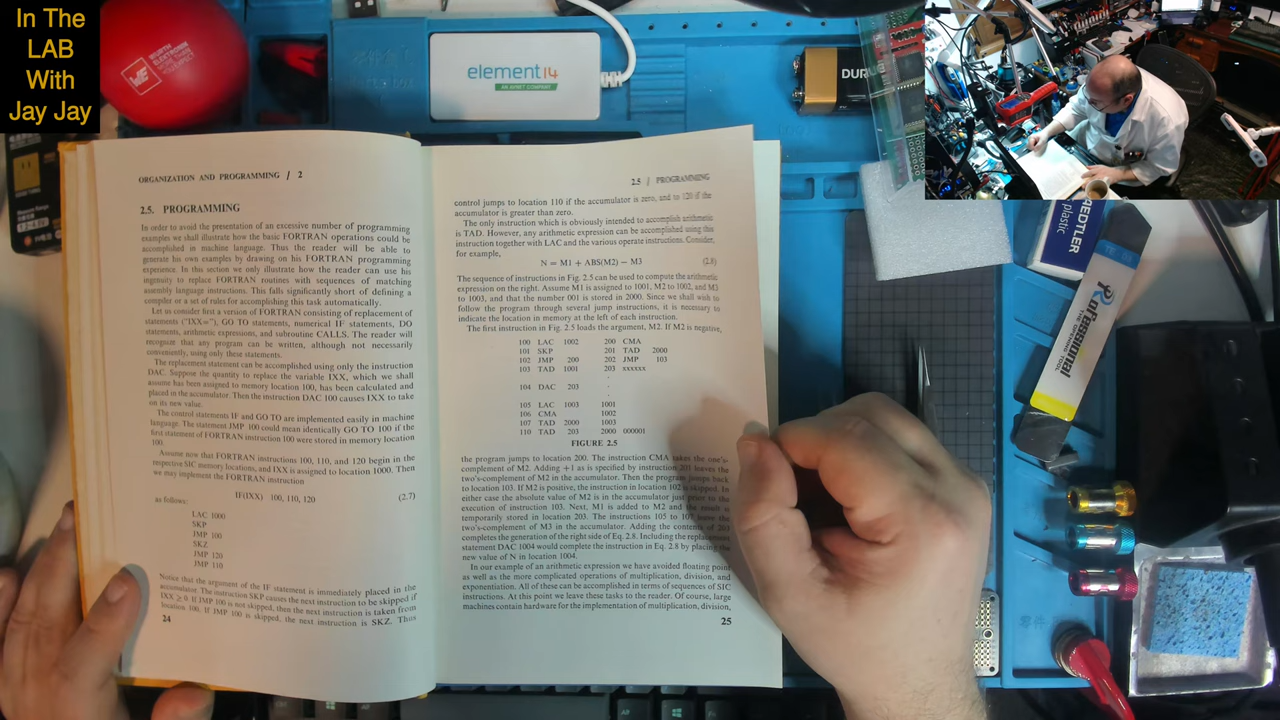 In The
LAB
With
Jay Jay
element14
AN AVNET COMPANY
DUR
ORGANIZATION AND PROGRAMMING / 2
2.5. PROGRAMMING
In order to avoid the presentation of an excessive number of programming
examples we shall illustrate how the basic FORTRAN operations could be
accomplished in machine language. Thus the reader will be able to
generate his own examples by drawing on his FORTRAN programming
experience. In this section we only illustrate how the reader can use his
ingenuity to replace FORTRAN routines with sequences of matching
assembly language instructions. This falls significantly short of defining a
compiler or a set of rules for accomplishing this task automatically.
Let us consider first a version of FORTRAN consisting of replacement of
statements ("IXX="), GO TO statements, numerical IF statements, DO
statements, arithmetic expressions, and subroutine CALLS. The reader will
recognize that any program can be written, although not necessarily
conveniently, using only these statements.
The replacement statement can be accomplished using only the instruction
DAC. Suppose the quantity to replace the variable IXX, which we shall
assume has been assigned to memory location 100, has been calculated and
placed in the accumulator. Then the instruction DAC 100 causes IXX to take
on its new value.
The control statements IF and GO TO are implemented easily in machine
language. The statement JMP 100 could mean identically GO TO 100 if the
first statement of FORTRAN instruction 100 were stored in memory location
100.
Assume now that FORTRAN instructions 100, 110, and 120 begin in the
respective SIC memory locations, and IXX is assigned to location 1000. Then
we may implement the FORTRAN instruction
IF(IXX) 100, 110, 120 (2.7)
as follows:
LAC 1000
SKP
JMP 100
SKZ
JMP 120
JMP 110
Notice that the argument of the IF statement is immediately placed in the
accumulator. The instruction SKP causes the next instruction to be skipped if
IXX ≥ 0. If JMP 100 is not skipped, then the next instruction is taken from
location 100. If JMP 100 is skipped, the next instruction is SKZ. Thus
24
2.5 / PROGRAMMING
control jumps to location 110 if the accumulator is zero, and to 120 if the
accumulator is greater than zero.
The only instruction which is obviously intended to accomplish arithmetic
is TAD. However, any arithmetic expression can be accomplished using this
instruction together with LAC and the various operate instructions. Consider,
for example,
N = M1 + ABS(M2) − M3 (2.8)
The sequence of instructions in Fig. 2.5 can be used to compute the arithmetic
expression on the right. Assume M1 is assigned to 1001, M2 to 1002, and M3
to 1003, and that the number 001 is stored in 2000. Since we shall wish to
follow the program through several jump instructions, it is necessary to
indicate the location in memory at the left of each instruction.
The first instruction in Fig. 2.5 loads the argument, M2. If M2 is negative,
100 LAC 1002 200 CMA
101 SKP 201 TAD 2000
102 JMP 200 202 JMP 103
103 TAD 1001 203 xxxxxx
104 DAC 203
105 LAC 1003 1001
106 CMA 1002
107 TAD 2000 1003
110 TAD 203 2000 000001
FIGURE 2.5
the program jumps to location 200. The instruction CMA takes the one's-
complement of M2. Adding +1 as is specified by instruction 201 leaves the
two's-complement of M2 in the accumulator. Then the program jumps back
to location 103. If M2 is positive, the instruction in location 102 is skipped. In
either case the absolute value of M2 is in the accumulator just prior to the
execution of instruction 103. Next, M1 is added to M2 and the result is
temporarily stored in location 203. The instructions 105 to 107 leave the
two's-complement of M3 in the accumulator. Adding the contents of 203
completes the generation of the right side of Eq. 2.8. Including the replacement
statement DAC 1004 would complete the instruction in Eq. 2.8 by placing the
new value of N in location 1004.
In our example of an arithmetic expression we have avoided floating point
as well as the more complicated operations of multiplication, division, and
exponentiation. All of these can be accomplished in terms of sequences of SIC
instructions. At this point we leave these tasks to the reader. Of course, large
machines contain hardware for the implementation of multiplication, division,
25
AEDTLER
plastic
Professional